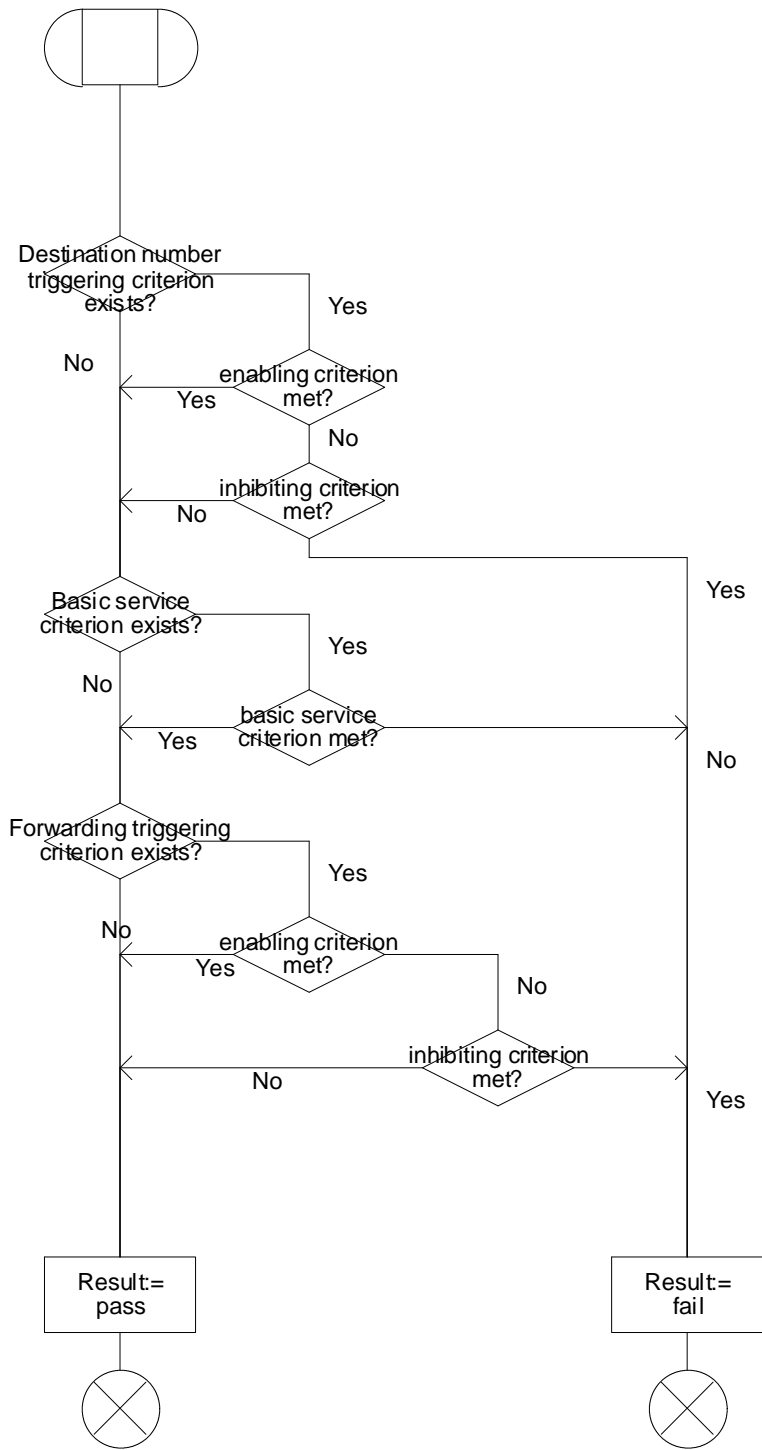 Destination number
triggering criterion
exists?
Yes
No
enabling criterion
met?
Yes
No
inhibiting criterion
met?
No
Yes
Basic service
criterion exists?
Yes
No
basic service
criterion met?
Yes
No
Forwarding triggering
criterion exists?
Yes
No
enabling criterion
met?
Yes
No
inhibiting criterion
met?
No
Yes
Result:=
pass
Result:=
fail